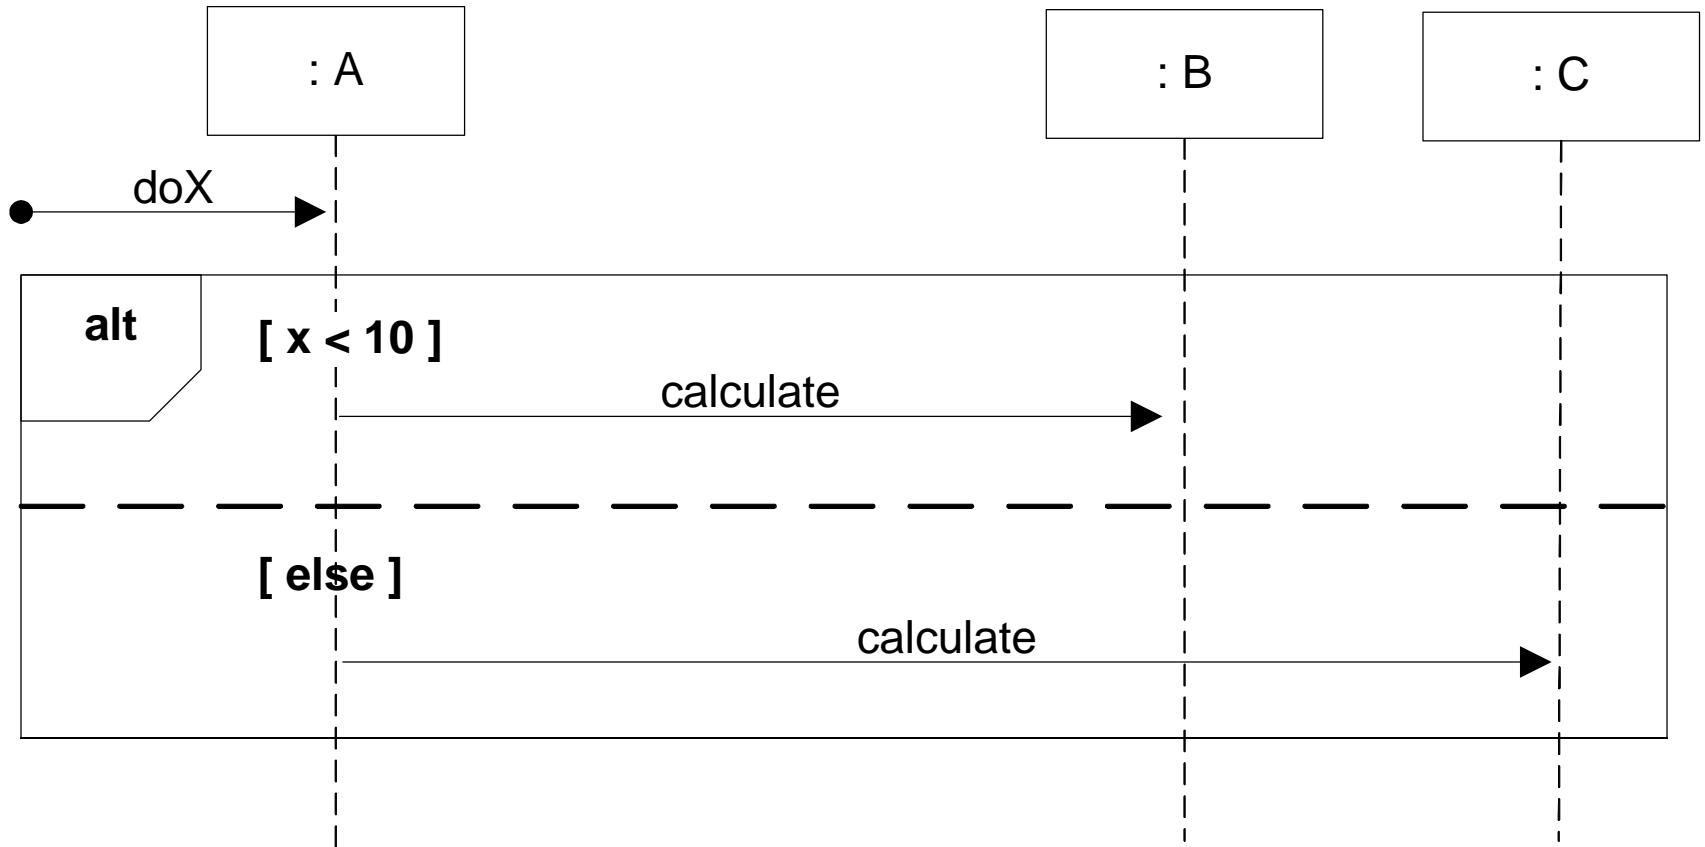 : A
: B
: C
doX
alt
[ x < 10 ]
calculate
[ else ]
calculate